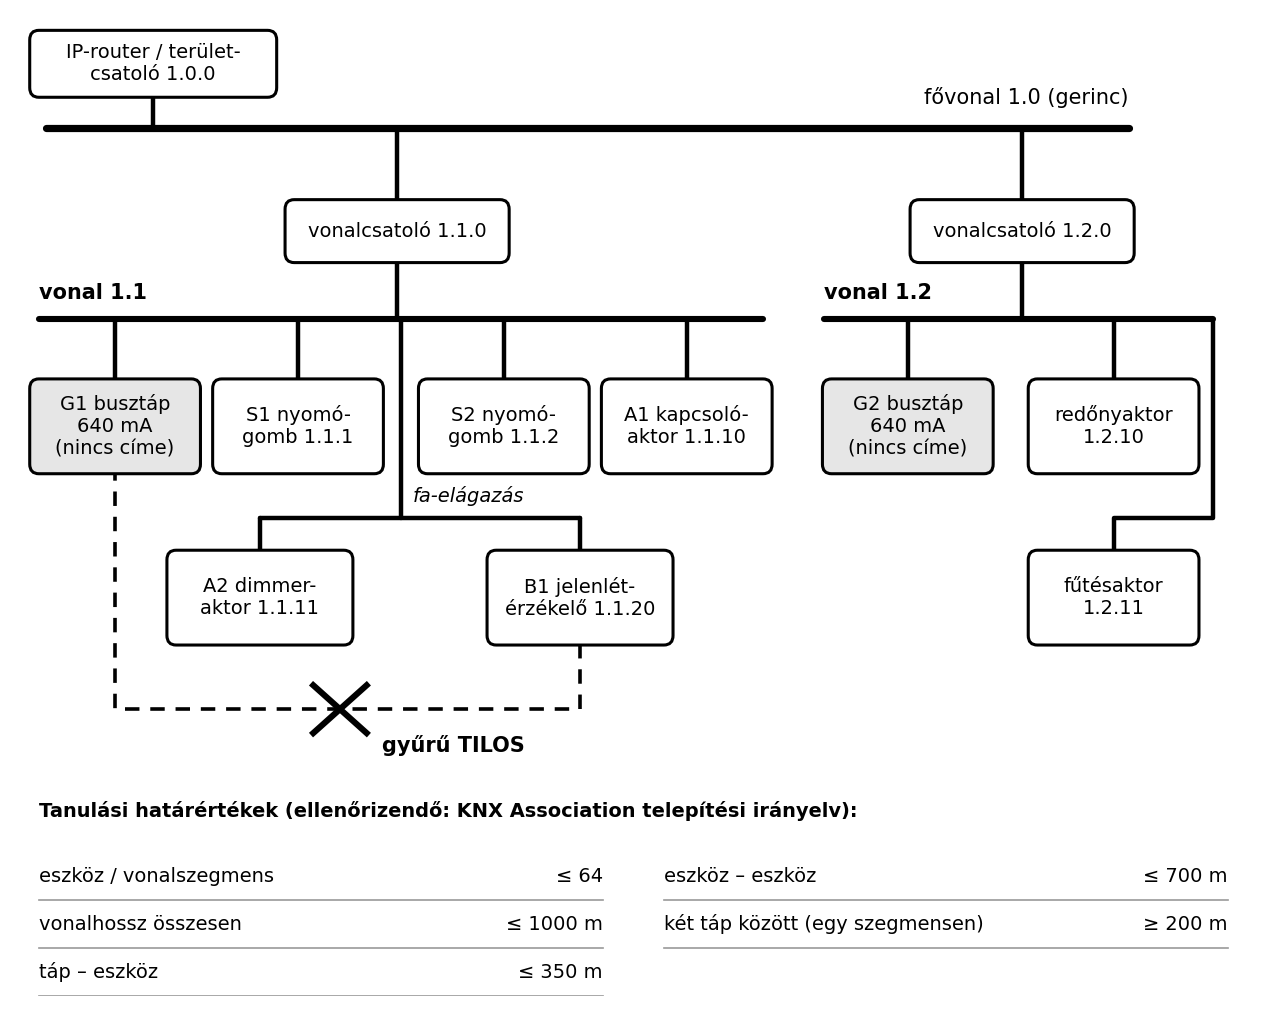 IP-router / terület-
csatoló 1.0.0
fővonal 1.0 (gerinc)
vonalcsatoló 1.1.0
vonalcsatoló 1.2.0
vonal 1.1
vonal 1.2
G1 busztáp
640 mA
(nincs címe)
S1 nyomó-
gomb 1.1.1
S2 nyomó-
gomb 1.1.2
A1 kapcsoló-
aktor 1.1.10
G2 busztáp
640 mA
(nincs címe)
redőnyaktor
1.2.10
fa-elágazás
A2 dimmer-
aktor 1.1.11
B1 jelenlét-
érzékelő 1.1.20
fűtésaktor
1.2.11
gyűrű TILOS
Tanulási határértékek (ellenőrizendő: KNX Association telepítési irányelv):
eszköz / vonalszegmens ≤ 64
vonalhossz összesen ≤ 1000 m
táp – eszköz ≤ 350 m
eszköz – eszköz ≤ 700 m
két táp között (egy szegmensen) ≥ 200 m